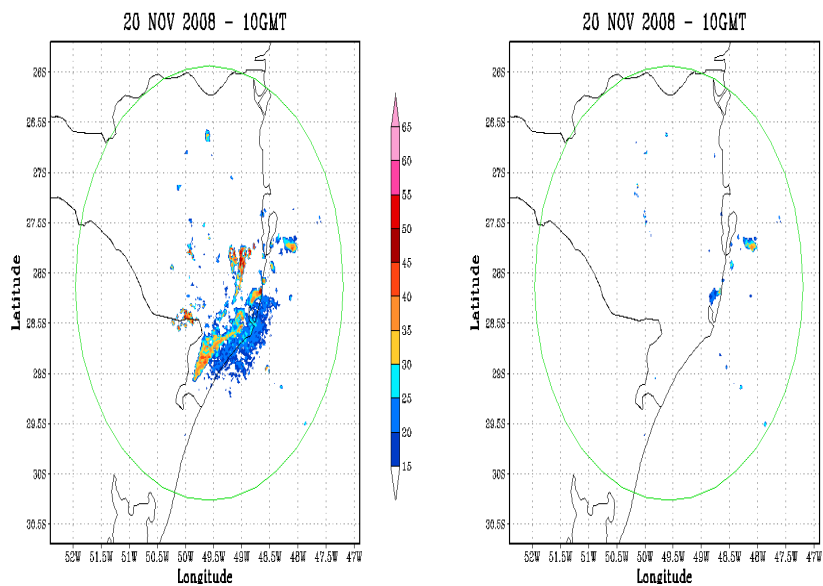 20 NOV 2008 - 10GMT
Latitude
26S
26.5S
27S
27.5S
28S
28.5S
29S
29.5S
30S
30.5S
52W 51.5W 51W 50.5W 50W 49.5W 49W 48.5W 48W 47.5W 47W
Longitude
65
60
55
50
45
40
35
30
25
20
15
20 NOV 2008 - 10GMT
Latitude
26S
26.5S
27S
27.5S
28S
28.5S
29S
29.5S
30S
30.5S
52W 51.5W 51W 50.5W 50W 49.5W 49W 48.5W 48W 47.5W 47W
Longitude